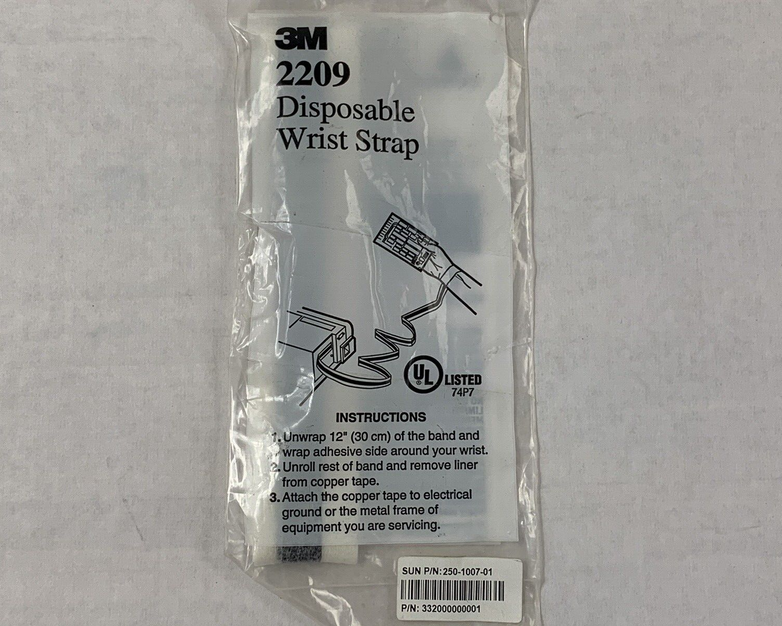 3M
2209
Disposable
Wrist Strap
UL
®
LISTED
74P7
INSTRUCTIONS
1. Unwrap 12" (30 cm) of the band and
wrap adhesive side around your wrist.
2. Unroll rest of band and remove liner
from copper tape.
3. Attach the copper tape to electrical
ground or the metal frame of
equipment you are servicing.
SUN P/N: 250-1007-01
P/N: 332000000001